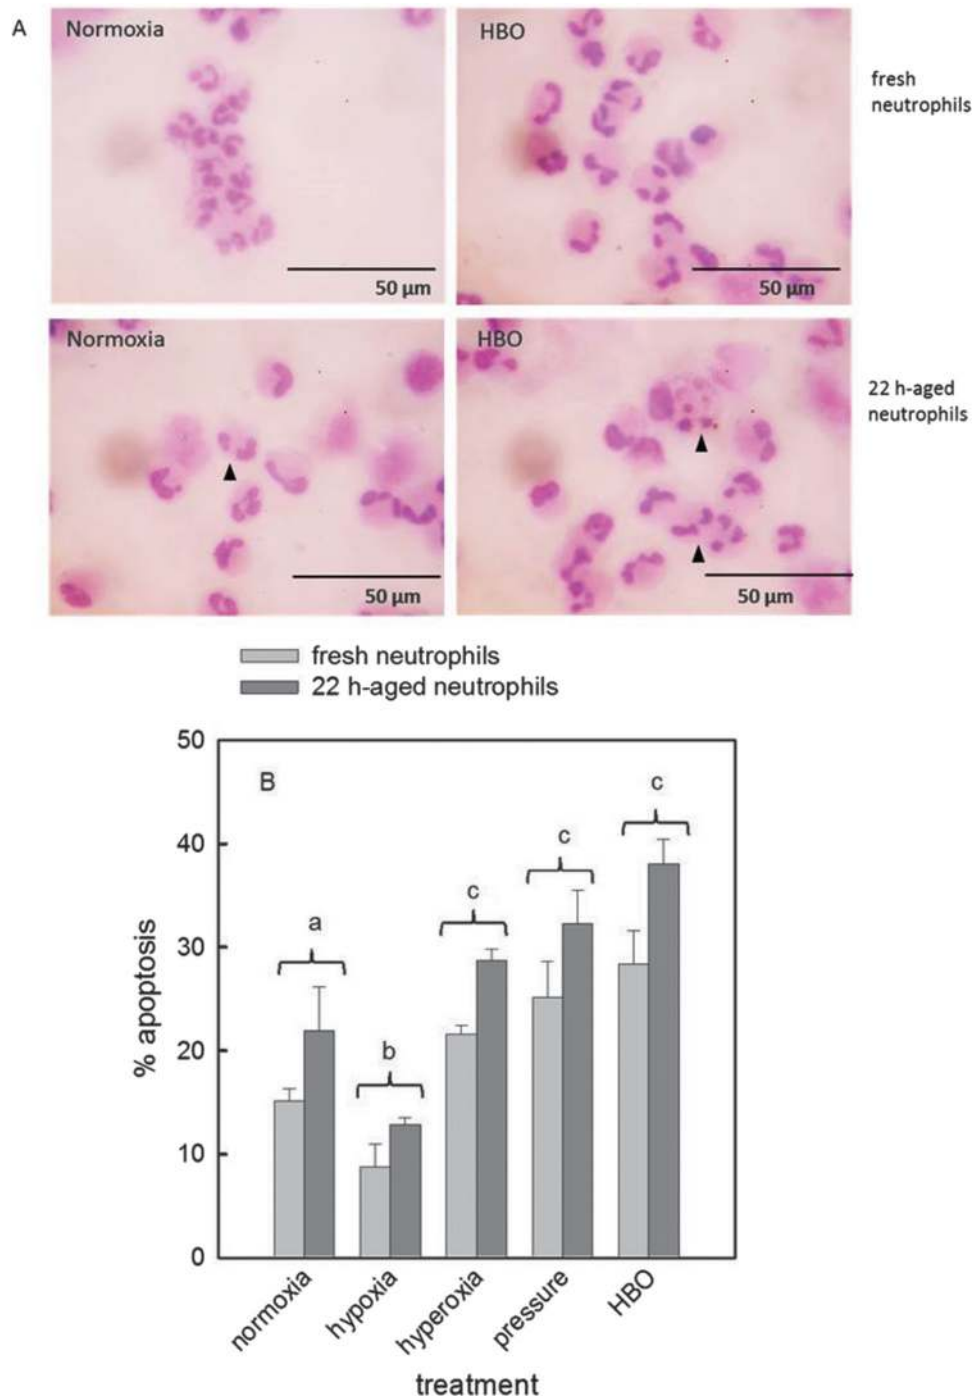 A
Normoxia
HBO
fresh
neutrophils
50 µm
50 µm
Normoxia
HBO
22 h-aged
neutrophils
50 µm
50 µm
fresh neutrophils
22 h-aged neutrophils
B
50
40
30
20
10
0
% apoptosis
a
b
c
c
c
normoxia
hypoxia
hyperoxia
pressure
HBO
treatment